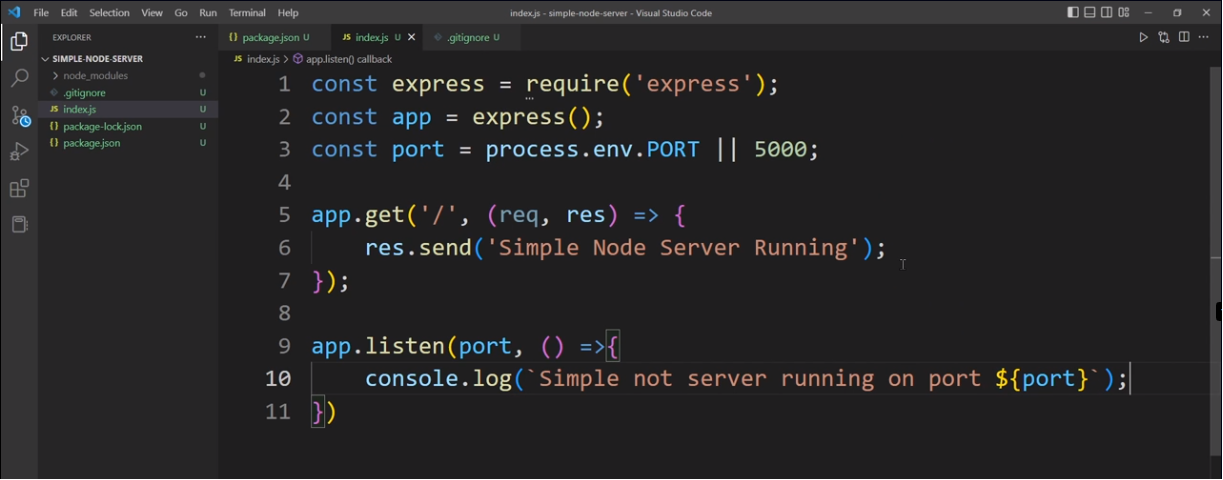 File Edit Selection View Go Run Terminal Help index.js - simple-node-server - Visual Studio Code
EXPLORER ...
package.json U index.js U .gitignore U
SIMPLE-NODE-SERVER
JS index.js > app.listen() callback
node_modules
.gitignore U
JS index.js U
{} package-lock.json U
{} package.json U
1 const express = require('express');
2 const app = express();
3 const port = process.env.PORT || 5000;
4
5 app.get('/', (req, res) => {
6 res.send('Simple Node Server Running');
7 });
8
9 app.listen(port, () =>{
10 console.log(`Simple not server running on port ${port}`);
11 })